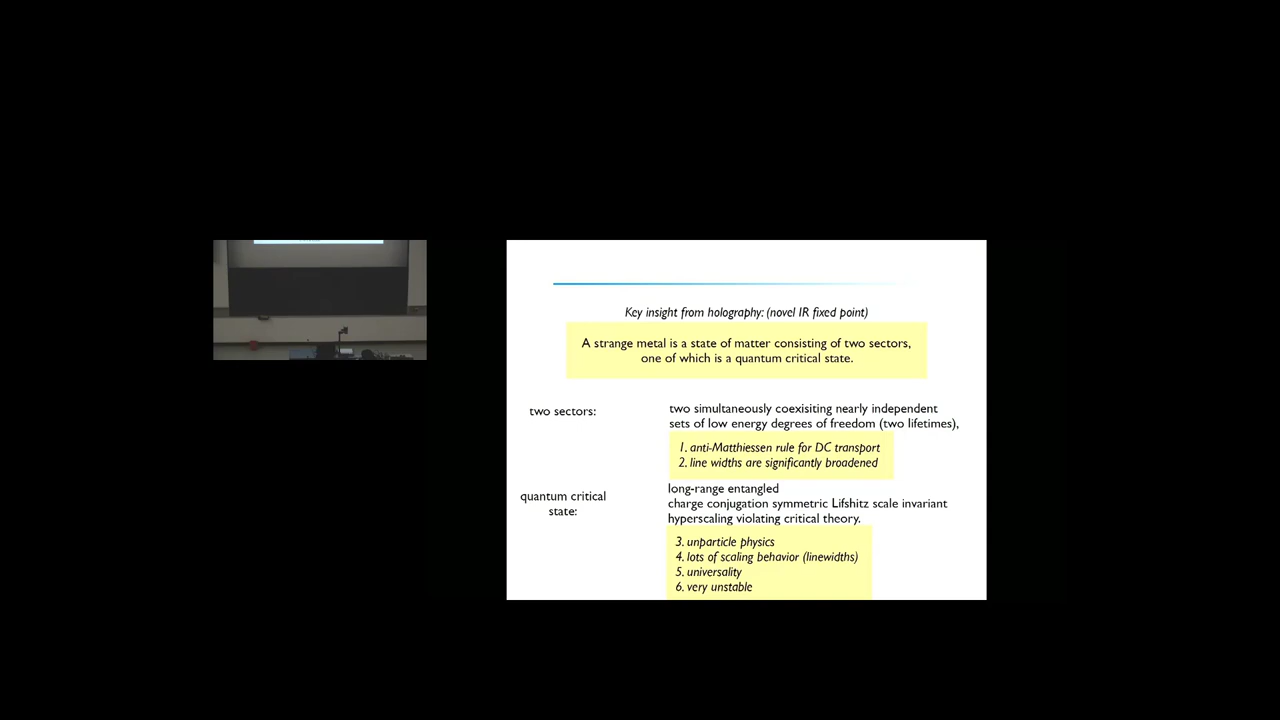 Key insight from holography: (novel IR fixed point)
A strange metal is a state of matter consisting of two sectors,
one of which is a quantum critical state.
two sectors:
two simultaneously coexisiting nearly independent
sets of low energy degrees of freedom (two lifetimes),
1. anti-Matthiessen rule for DC transport
2. line widths are significantly broadened
quantum critical
state:
long-range entangled
charge conjugation symmetric Lifshitz scale invariant
hyperscaling violating critical theory.
3. unparticle physics
4. lots of scaling behavior (linewidths)
5. universality
6. very unstable